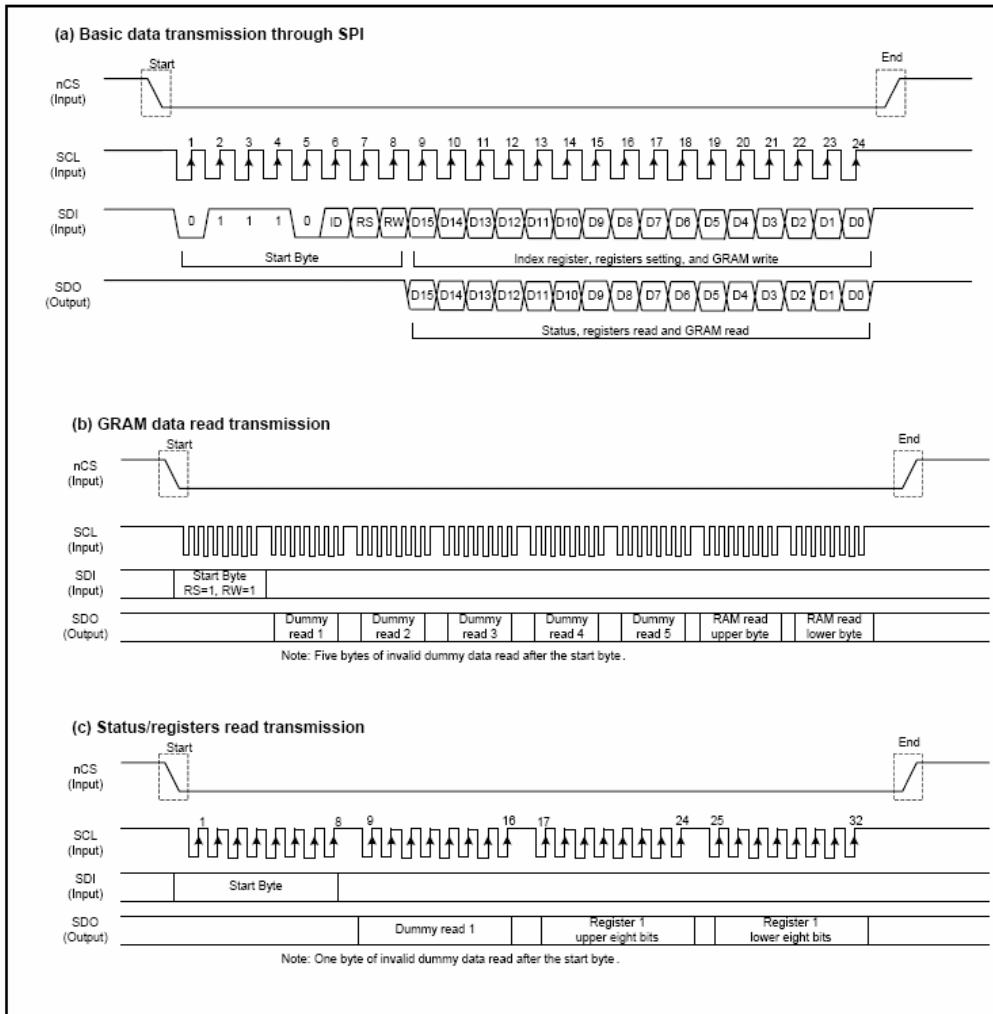 (a) Basic data transmission through SPI
Start
End
nCS
(Input)
1 2 3 4 5 6 7 8 9 10 11 12 13 14 15 16 17 18 19 20 21 22 23 24
SCL
(Input)
SDI
(Input)
0 1 1 1 0 ID RS RW D15 D14 D13 D12 D11 D10 D9 D8 D7 D6 D5 D4 D3 D2 D1 D0
Start Byte
Index register, registers setting, and GRAM write
SDO
(Output)
D15 D14 D13 D12 D11 D10 D9 D8 D7 D6 D5 D4 D3 D2 D1 D0
Status, registers read and GRAM read
(b) GRAM data read transmission
Start
End
nCS
(Input)
SCL
(Input)
SDI
(Input)
Start Byte
RS=1, RW=1
SDO
(Output)
Dummy
read 1
Dummy
read 2
Dummy
read 3
Dummy
read 4
Dummy
read 5
RAM read
upper byte
RAM read
lower byte
Note: Five bytes of invalid dummy data read after the start byte.
(c) Status/registers read transmission
Start
End
nCS
(Input)
1 8 9 16 17 24 25 32
SCL
(Input)
SDI
(Input)
Start Byte
SDO
(Output)
Dummy read 1
Register 1
upper eight bits
Register 1
lower eight bits
Note: One byte of invalid dummy data read after the start byte.